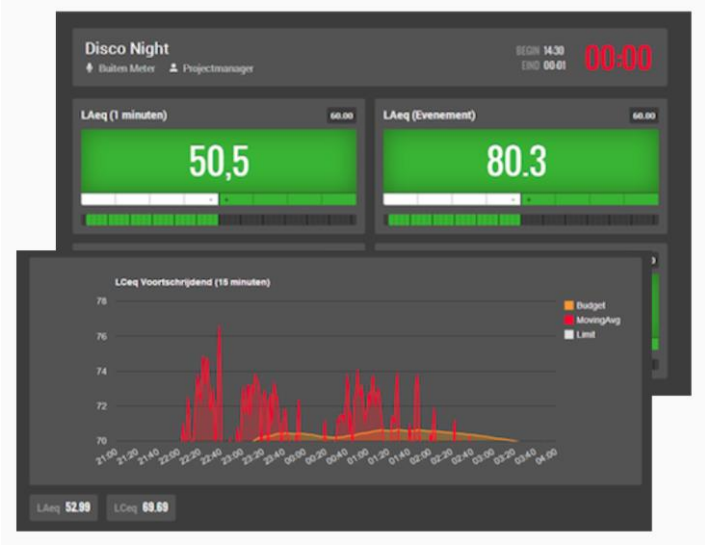 Disco Night
Buiten Meter Projectmanager
BEGIN 14:30
EIND 00:01
00:00
LAeq (1 minuten) 60.00
50,5
LAeq (Evenement) 60.00
80.3
LCeq Voortschrijdend (15 minuten)
78
76
74
72
70
Budget
MovingAvg
Limit
21:00 21:20 21:40 22:00 22:20 22:40 23:00 23:20 23:40 00:00 00:20 00:40 01:00 01:20 01:40 02:00 02:20 02:40 03:00 03:20 03:40 04:00
LAeq 52.99 LCeq 69.69